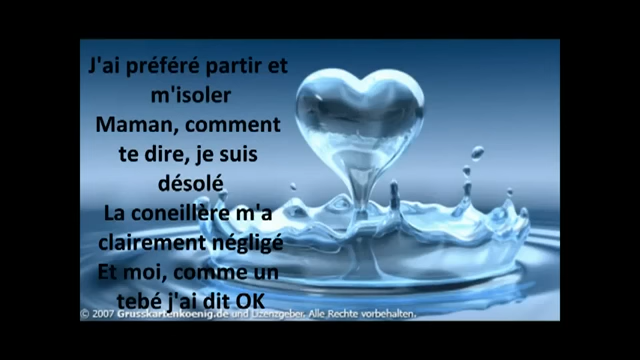 J'ai préféré partir et
m'isoler
Maman, comment
te dire, je suis
désolé
La coneillère m'a
clairement négligé
Et moi, comme un
tebé j'ai dit OK
© 2007 Grusskartenkoenig.de und Lizenzgeber. Alle Rechte vorbehalten.